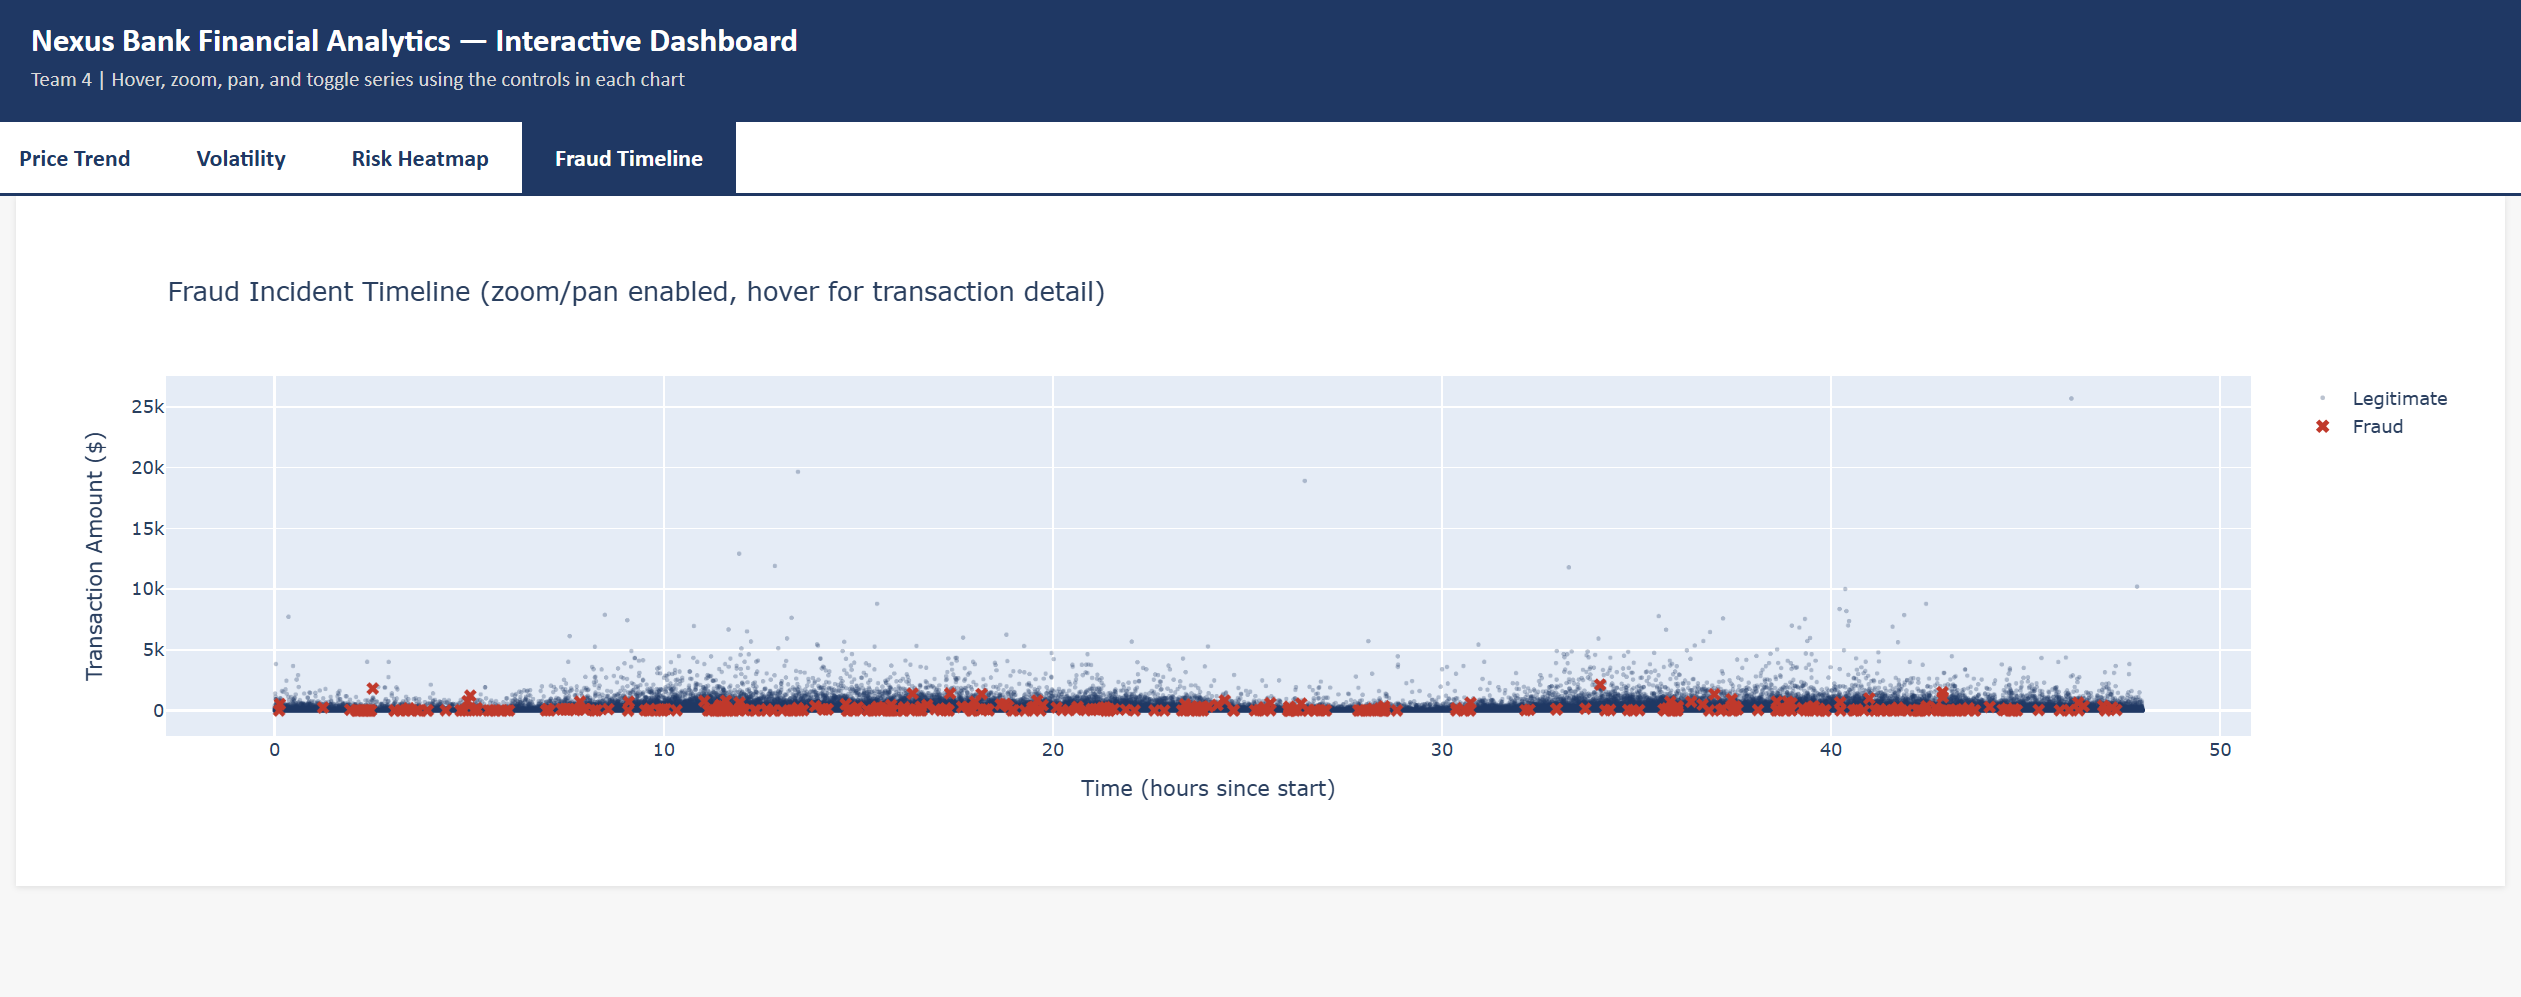 Nexus Bank Financial Analytics — Interactive Dashboard
Team 4 | Hover, zoom, pan, and toggle series using the controls in each chart
Price Trend Volatility Risk Heatmap Fraud Timeline
Fraud Incident Timeline (zoom/pan enabled, hover for transaction detail)
Transaction Amount ($)
25k
20k
15k
10k
5k
0
0 10 20 30 40 50
Time (hours since start)
Legitimate
Fraud